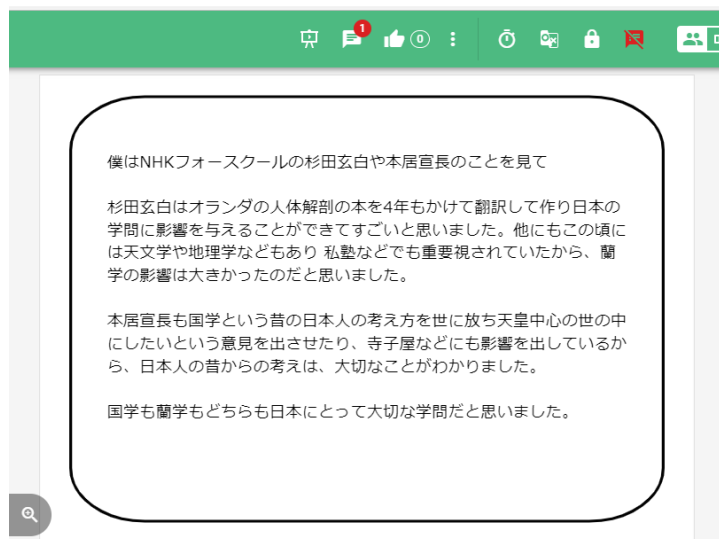 1
0
僕はNHKフォースクールの杉田玄白や本居宣長のことを見て
杉田玄白はオランダの人体解剖の本を4年もかけて翻訳して作り日本の
学問に影響を与えることができてすごいと思いました。他にもこの頃に
は天文学や地理学などもあり 私塾などでも重要視されていたから、蘭
学の影響は大きかったのだと思いました。
本居宣長も国学という昔の日本人の考え方を世に放ち天皇中心の世の中
にしたいという意見を出させたり、寺子屋などにも影響を出しているか
ら、日本人の昔からの考えは、大切なことがわかりました。
国学も蘭学もどちらも日本にとって大切な学問だと思いました。